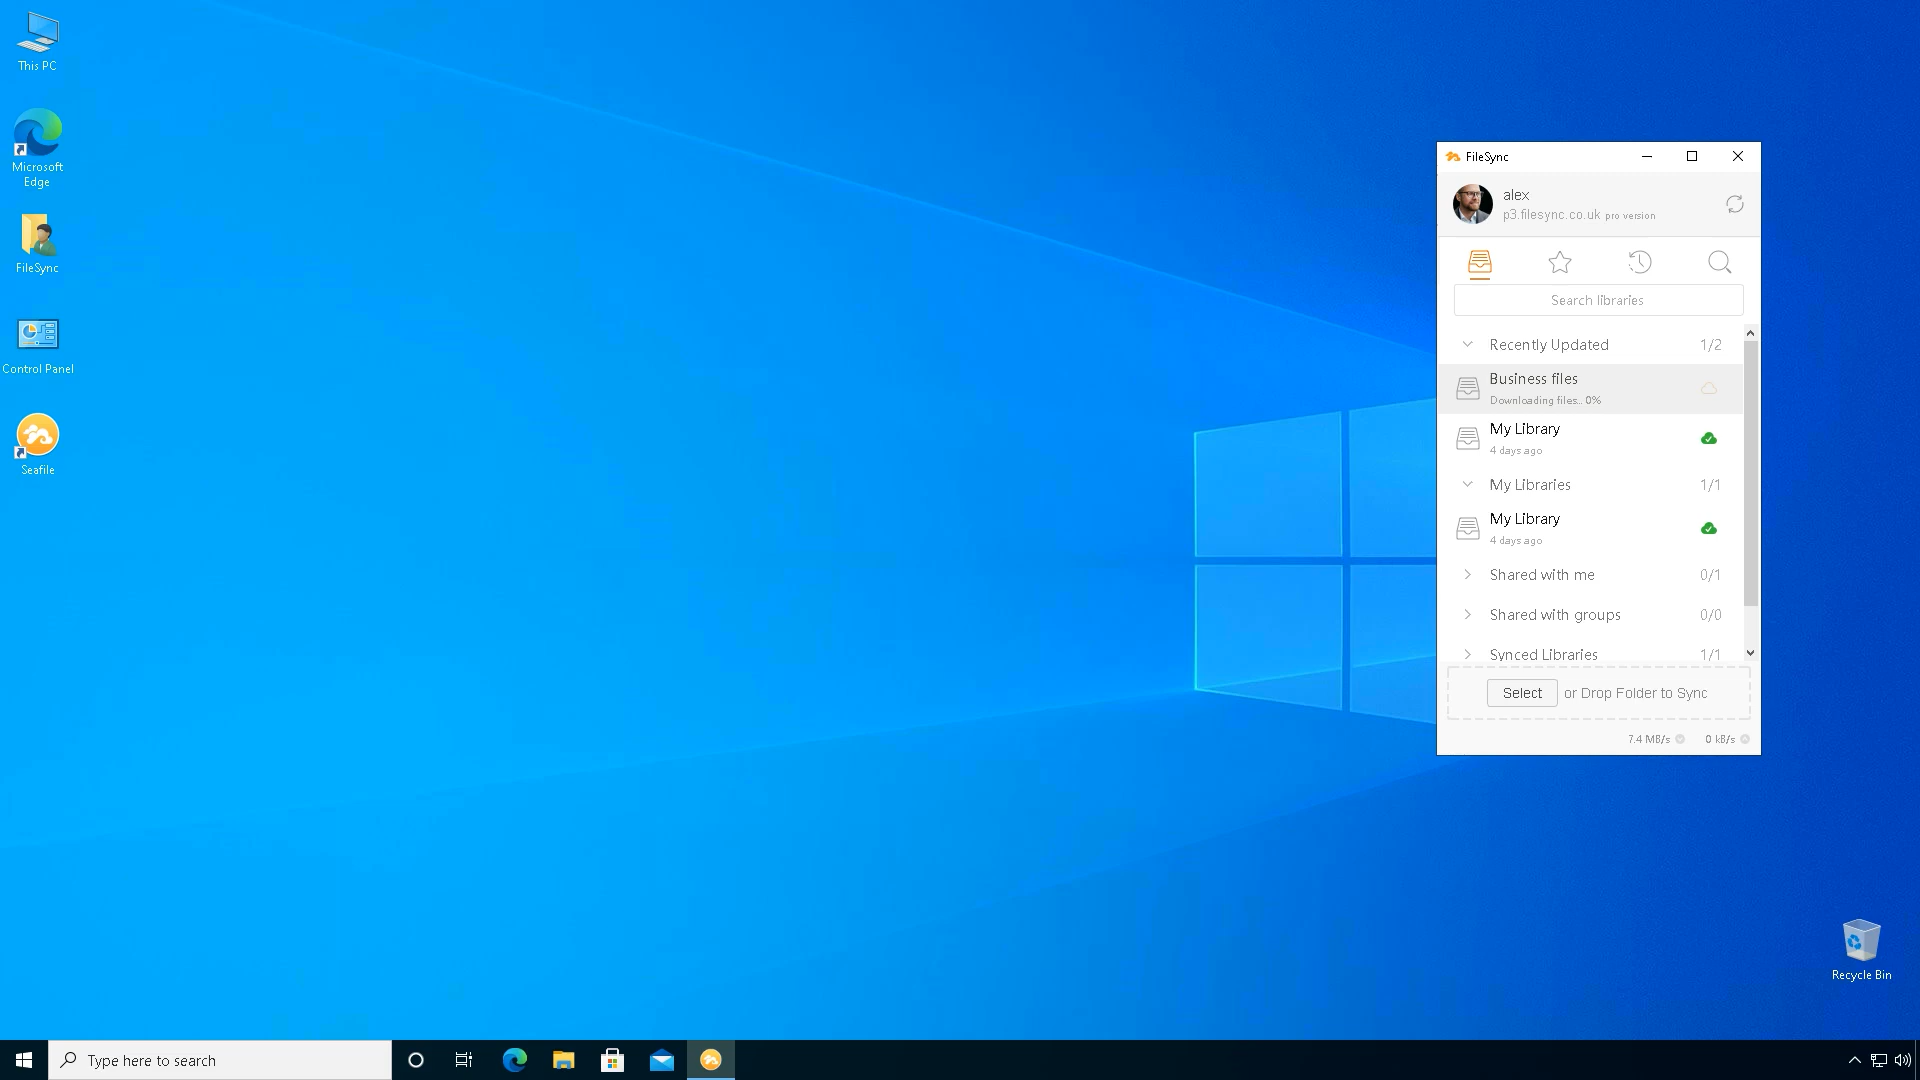 This PC
Microsoft
Edge
FileSync
Control Panel
Seafile
FileSync
alex
p3.filesync.co.uk pro version
Search libraries
Recently Updated 1/2
Business files
Downloading files... 0%
My Library
4 days ago
My Libraries 1/1
My Library
4 days ago
Shared with me 0/1
Shared with groups 0/0
Synced Libraries 1/1
Select or Drop Folder to Sync
7.4 MB/s 0 kB/s
Recycle Bin
Type here to search